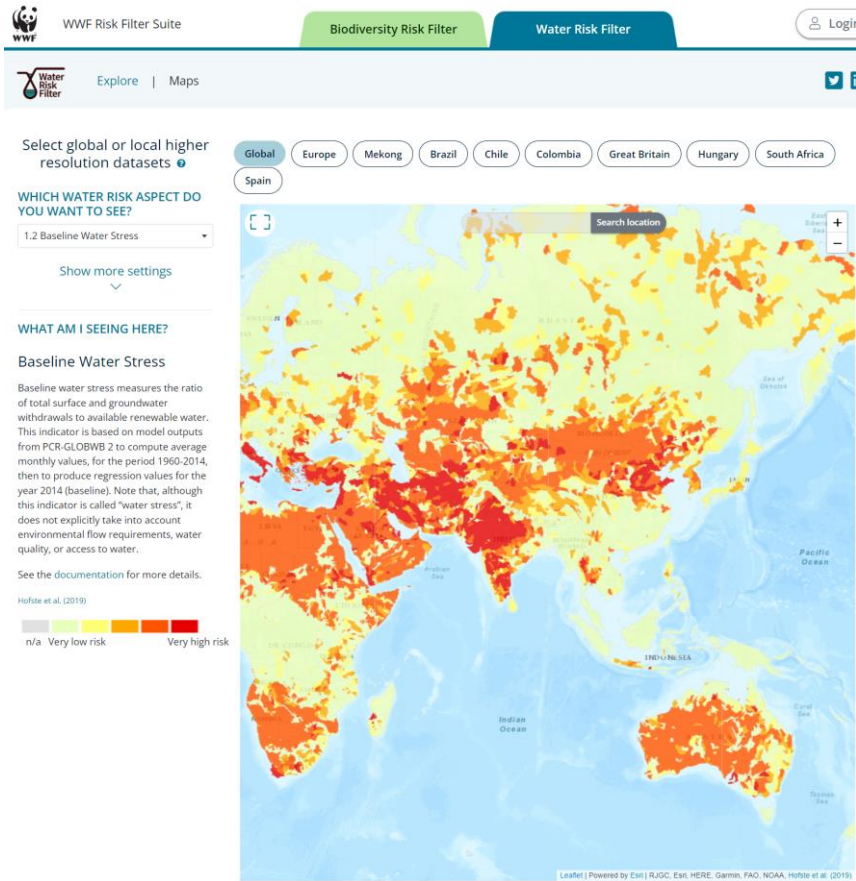 WWF
WWF Risk Filter Suite
Biodiversity Risk Filter
Water Risk Filter
Login
Water
Risk
Filter
Explore | Maps
Select global or local higher
resolution datasets
WHICH WATER RISK ASPECT DO
YOU WANT TO SEE?
1.2 Baseline Water Stress
Show more settings
WHAT AM I SEEING HERE?
Baseline Water Stress
Baseline water stress measures the ratio
of total surface and groundwater
withdrawals to available renewable water.
This indicator is based on model outputs
from PCR-GLOBWB 2 to compute average
monthly values, for the period 1960-2014,
then to produce regression values for the
year 2014 (baseline). Note that, although
this indicator is called "water stress", it
does not explicitly take into account
environmental flow requirements, water
quality, or access to water.
See the documentation for more details.
Hofste et al. (2019)
n/a Very low risk Very high risk
Global Europe Mekong Brazil Chile Colombia Great Britain Hungary South Africa
Spain
Search location
+
−
Sea of
Okhotsk
Pacific
Ocean
Arabian
Sea
INDONESIA
Indian
Ocean
Coral
Sea
Tasman
Sea
Leaflet | Powered by Esri | RJGC, Esri, HERE, Garmin, FAO, NOAA, Hofste et al. (2019)